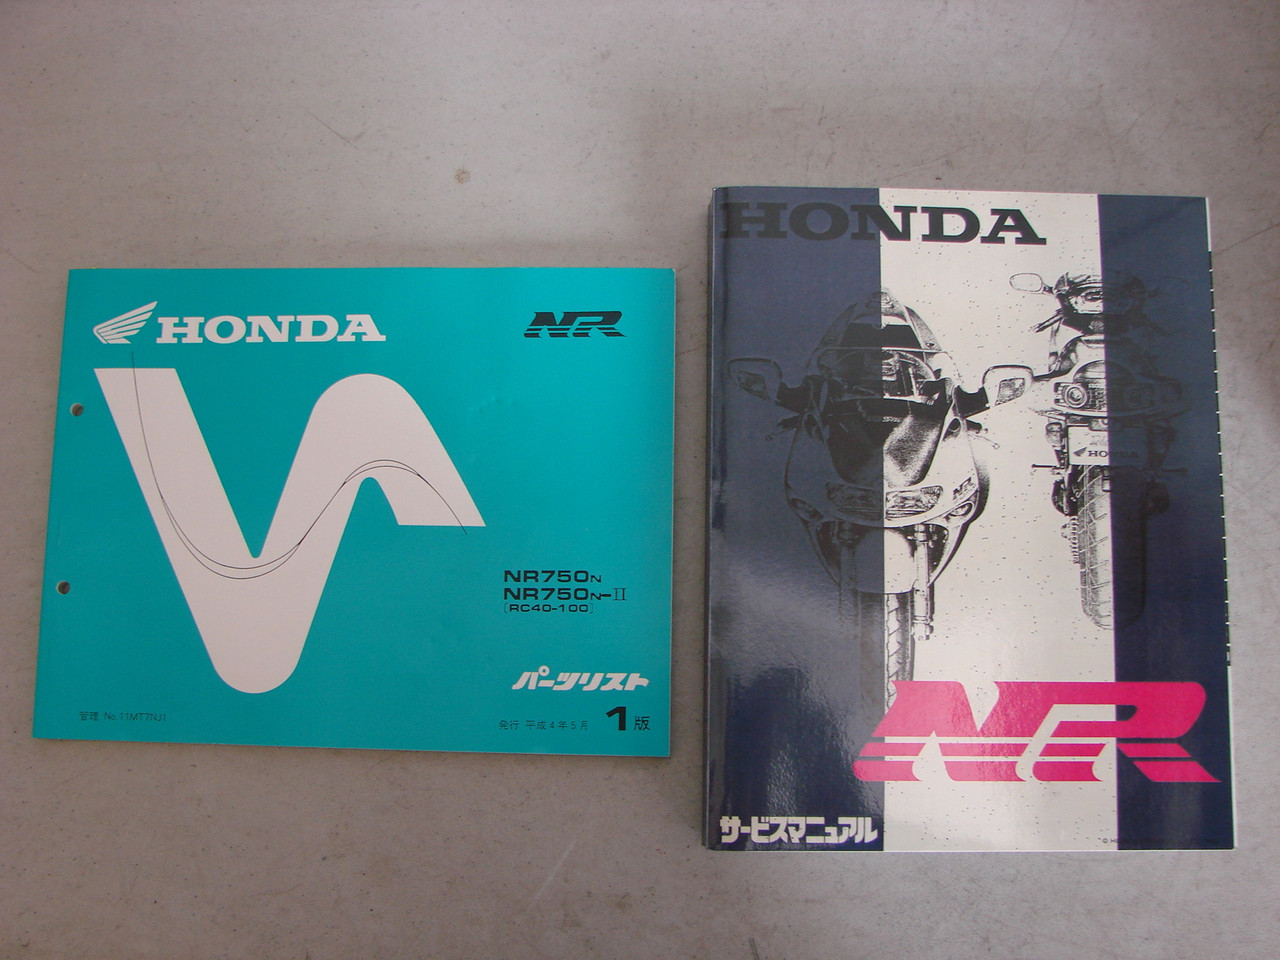 HONDA
NR
NR750N
NR750N-II
(RC40-100)
パーツリスト
管理 No.11MT7NJ1
発行 平成4年5月 1版
HONDA
NR
HONDA
NR
サービスマニュアル